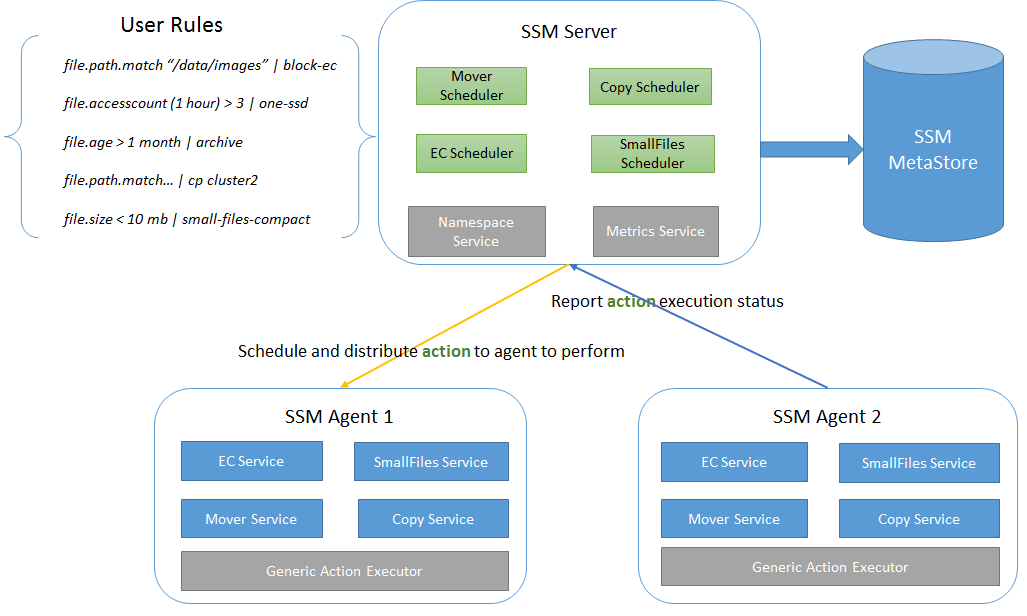 User Rules
file.path.match “/data/images” | block-ec
file.accesscount (1 hour) > 3 | one-ssd
file.age > 1 month | archive
file.path.match… | cp cluster2
file.size < 10 mb | small-files-compact
SSM Server
Mover
Scheduler
Copy Scheduler
EC Scheduler
SmallFiles
Scheduler
Namespace
Service
Metrics Service
SSM
MetaStore
Report action execution status
Schedule and distribute action to agent to perform
SSM Agent 1
EC Service
SmallFiles Service
Mover Service
Copy Service
Generic Action Executor
SSM Agent 2
EC Service
SmallFiles Service
Mover Service
Copy Service
Generic Action Executor